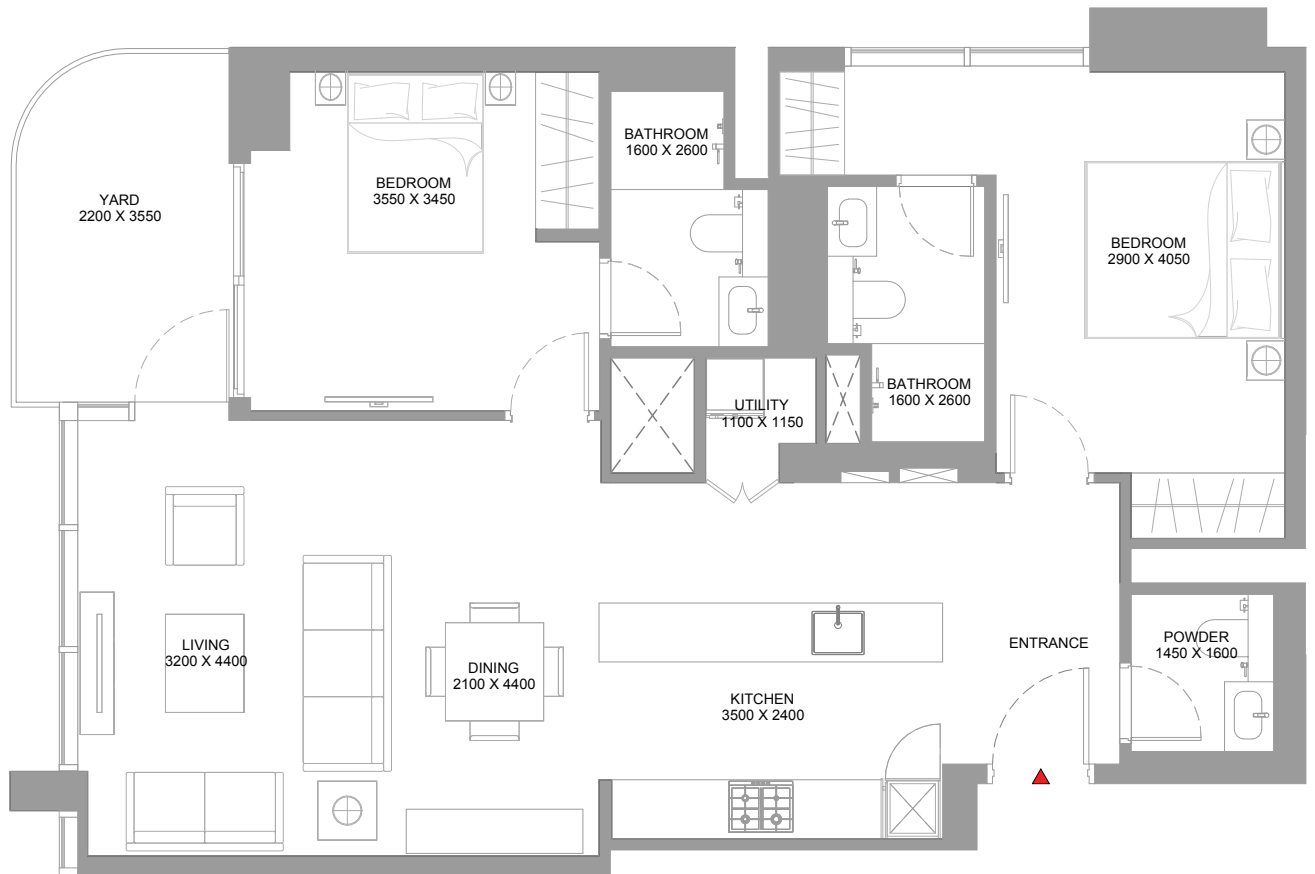 BATHROOM
1600 X 2600
BEDROOM
3550 X 3450
YARD
2200 X 3550
BEDROOM
2900 X 4050
BATHROOM
1600 X 2600
UTILITY
1100 X 1150
LIVING
3200 X 4400
DINING
2100 X 4400
KITCHEN
3500 X 2400
ENTRANCE
POWDER
1450 X 1600